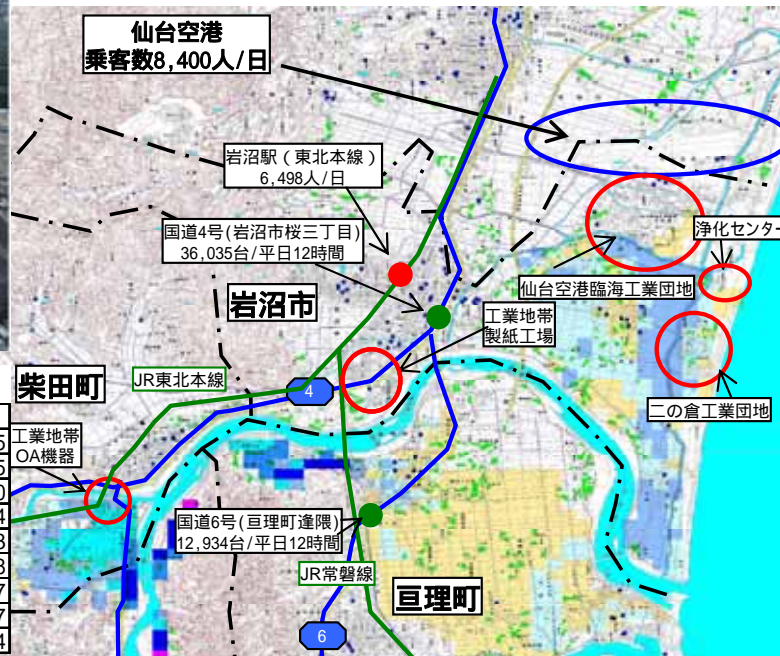 仙台空港
乗客数8,400人/日
岩沼駅（東北本線）
6,498人/日
国道4号(岩沼市桜三丁目)
36,035台/平日12時間
浄化センター
仙台空港臨海工業団地
岩沼市
工業地帯
製紙工場
柴田町
JR東北本線
4
二の倉工業団地
工業地帯
OA機器
国道6号(亘理町逢隈)
12,934台/平日12時間
JR常磐線
亘理町
6